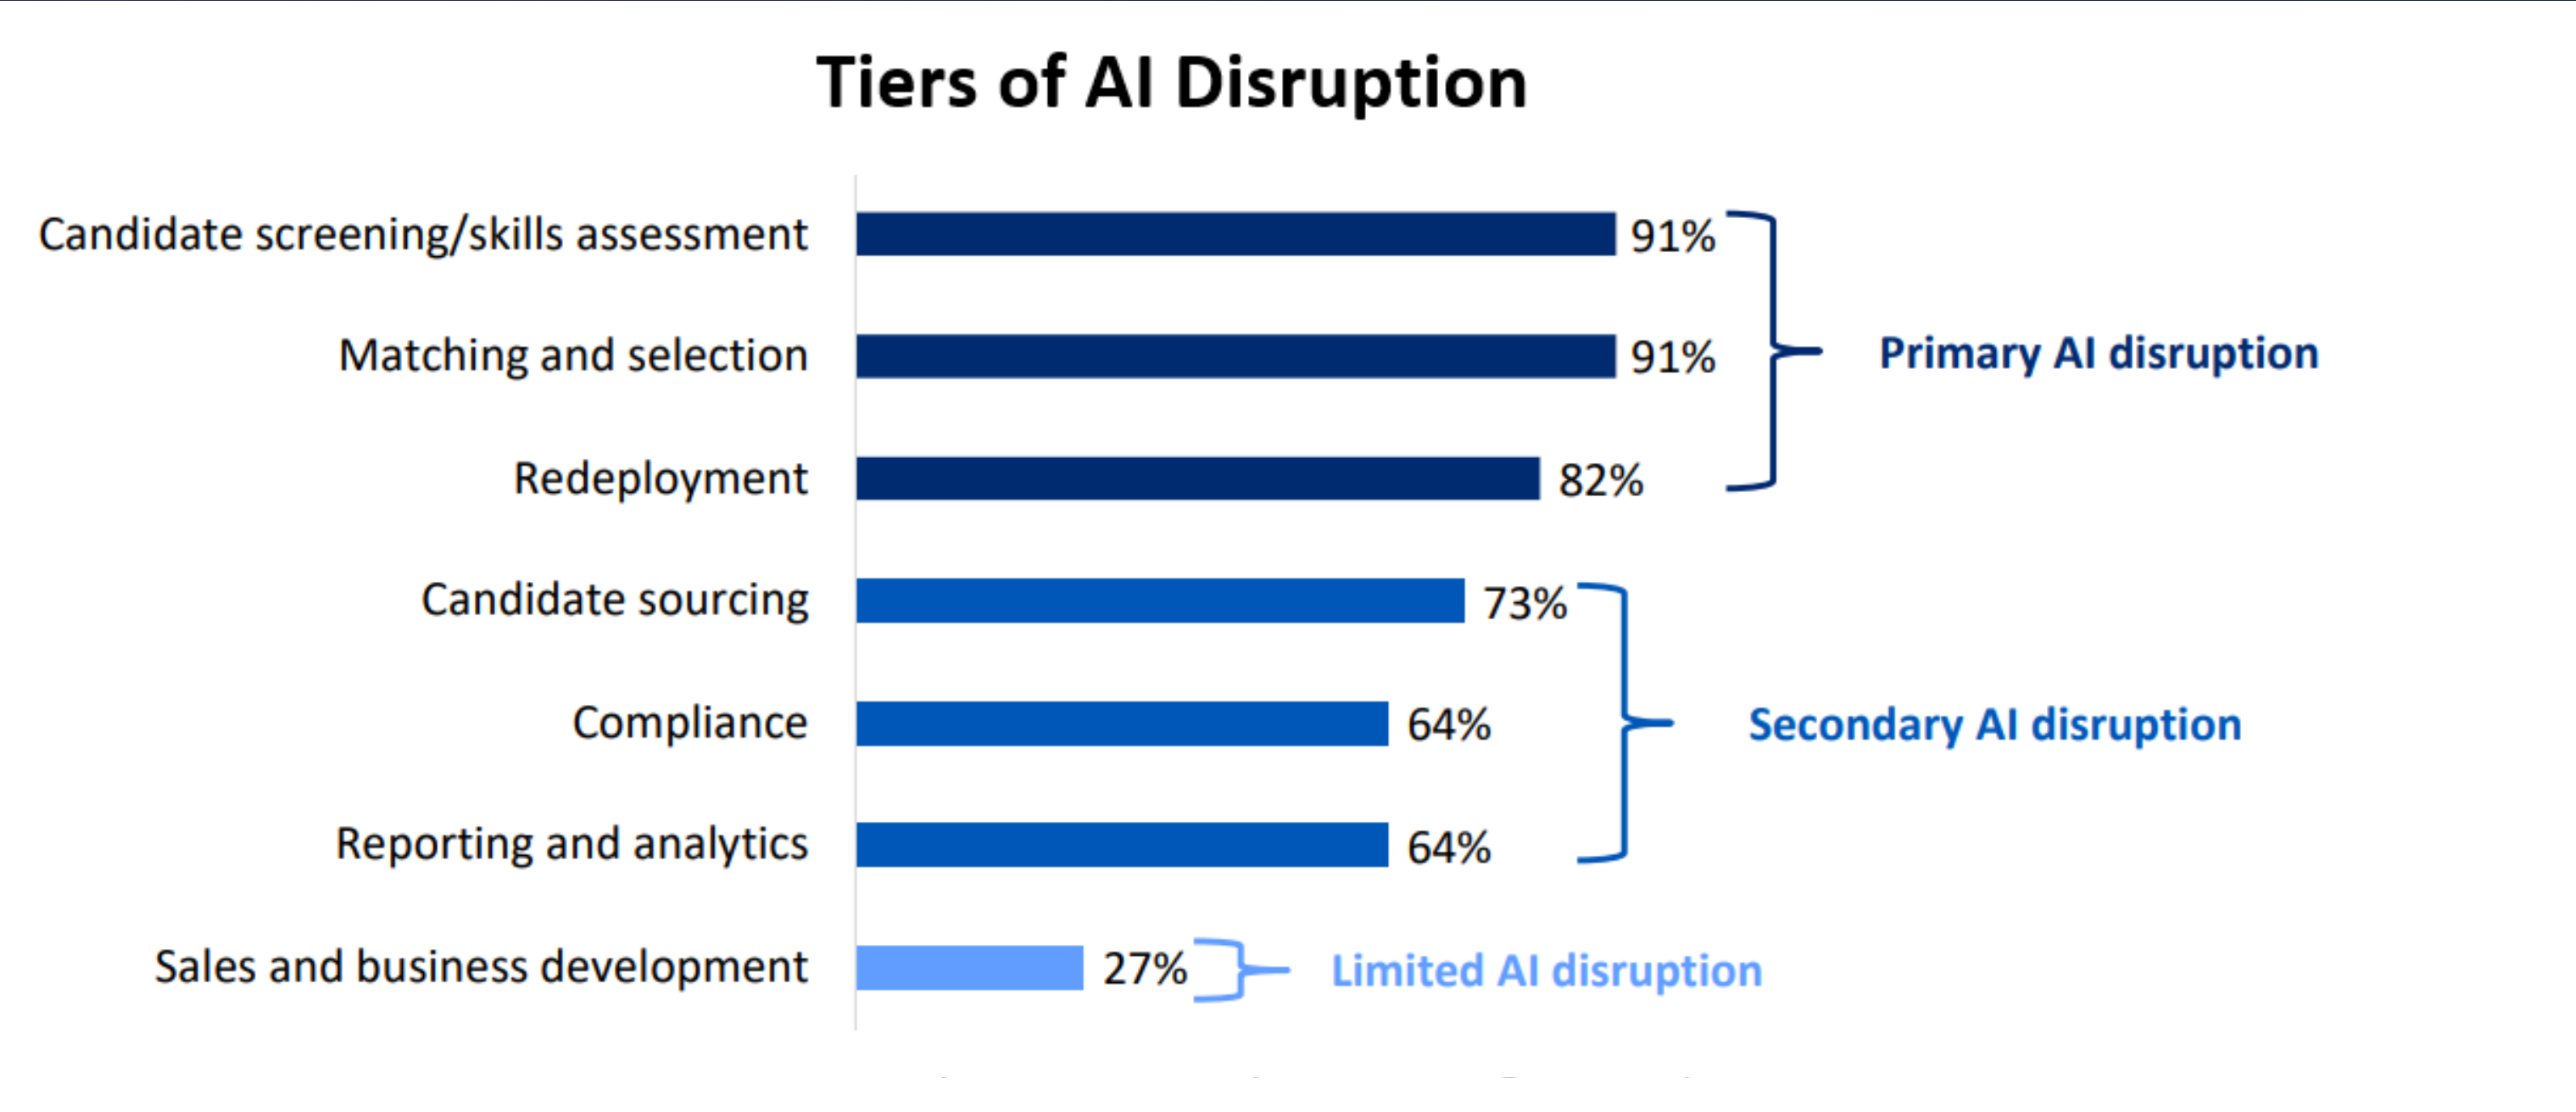 Tiers of AI Disruption
Candidate screening/skills assessment 91%
Matching and selection 91% Primary AI disruption
Redeployment 82%
Candidate sourcing 73%
Compliance 64% Secondary AI disruption
Reporting and analytics 64%
Sales and business development 27% Limited AI disruption